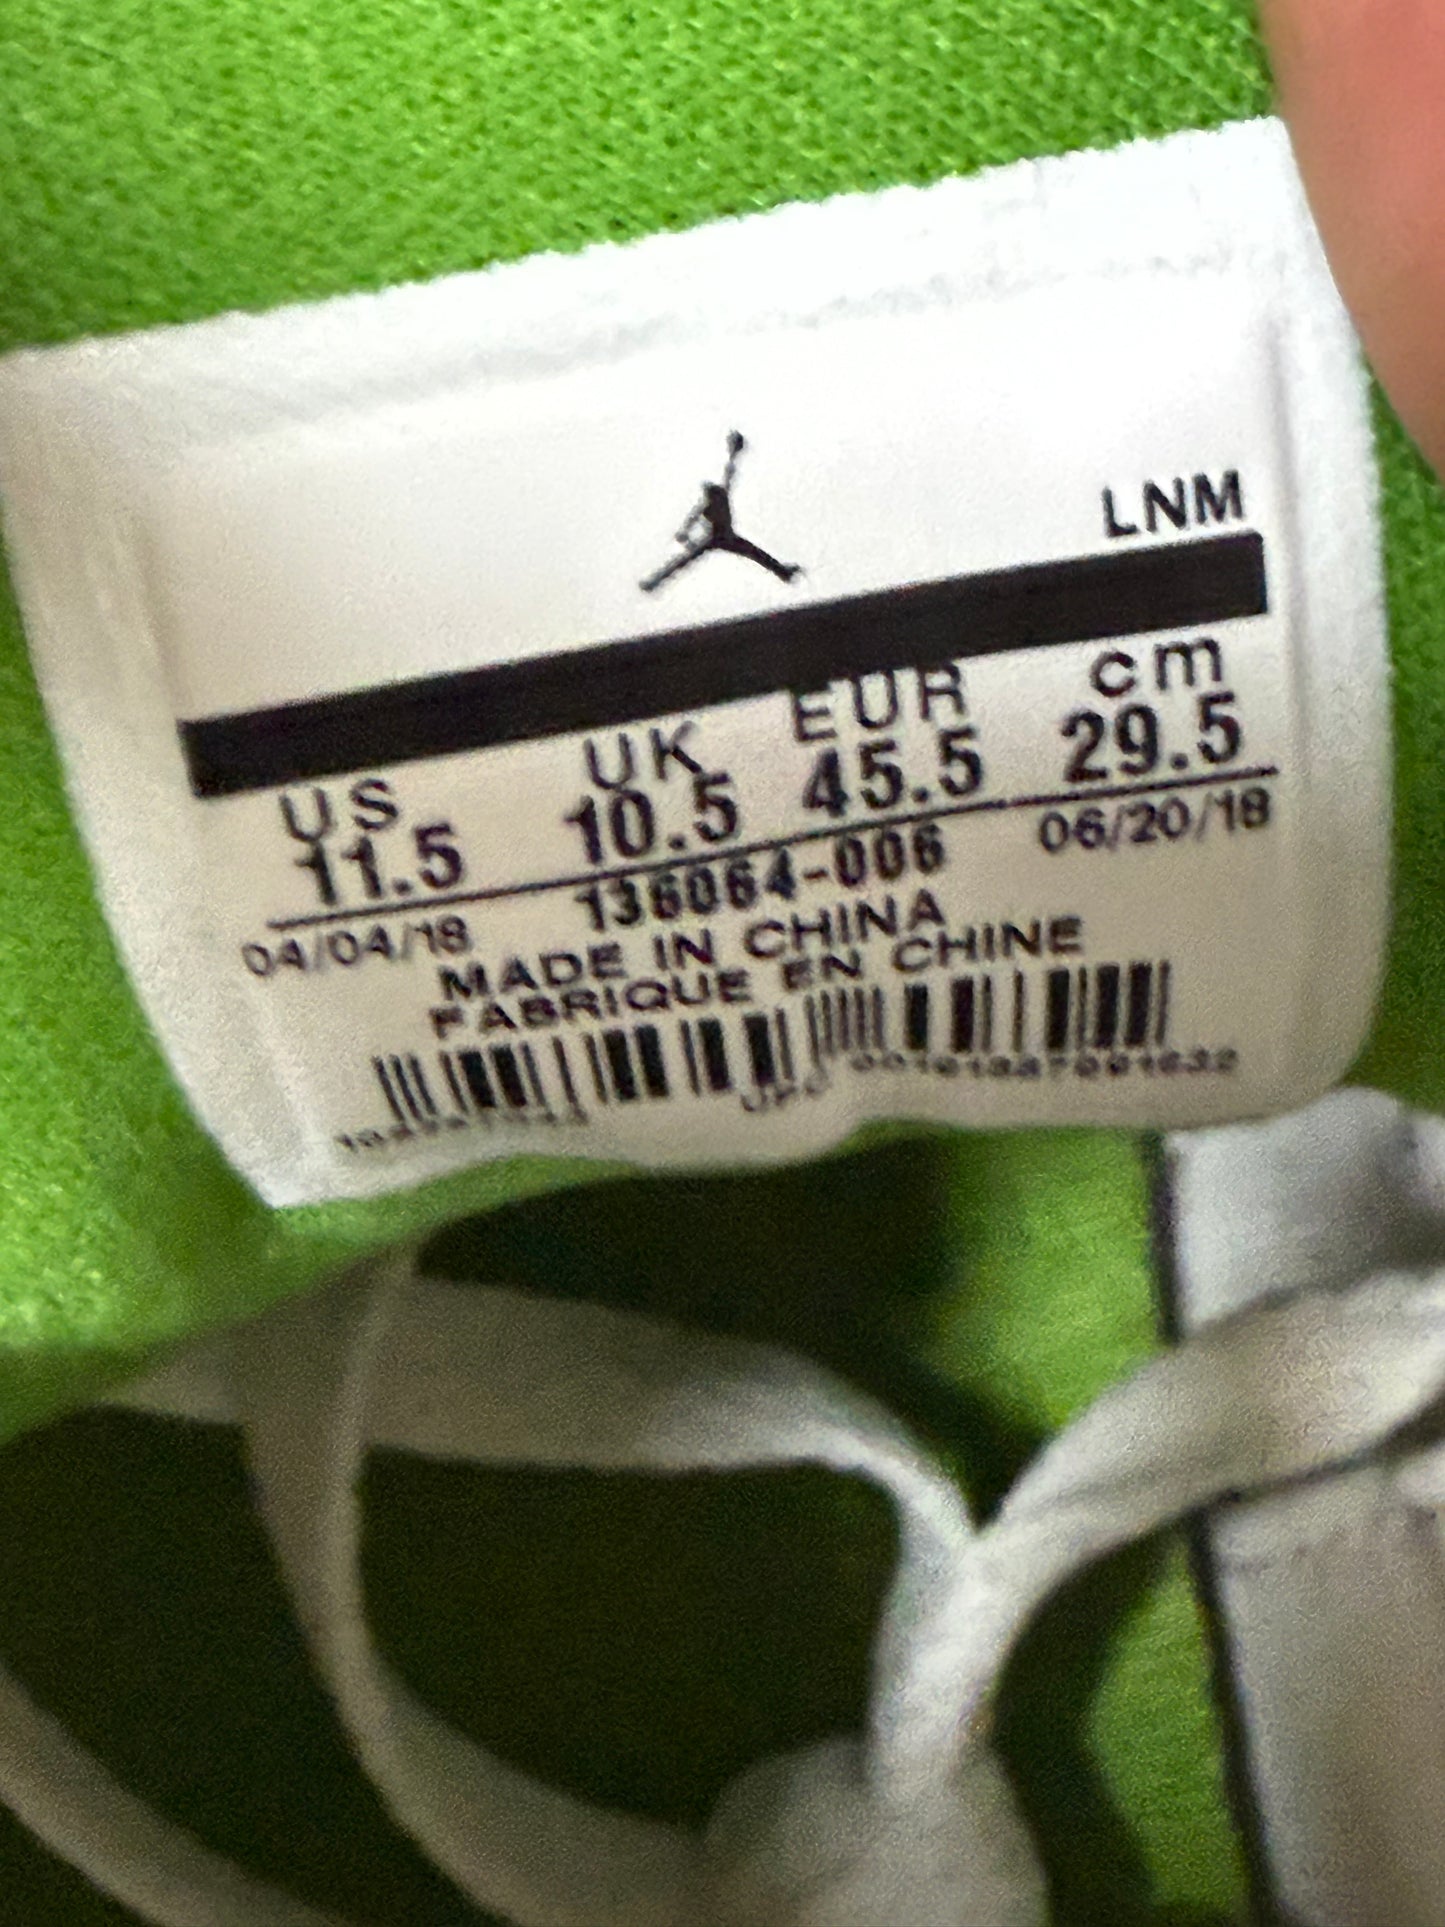 LNM
US UK EUR cm
11.5 10.5 45.5 29.5
04/04/18 136064-006 06/20/18
MADE IN CHINA
FABRIQUE EN CHINE